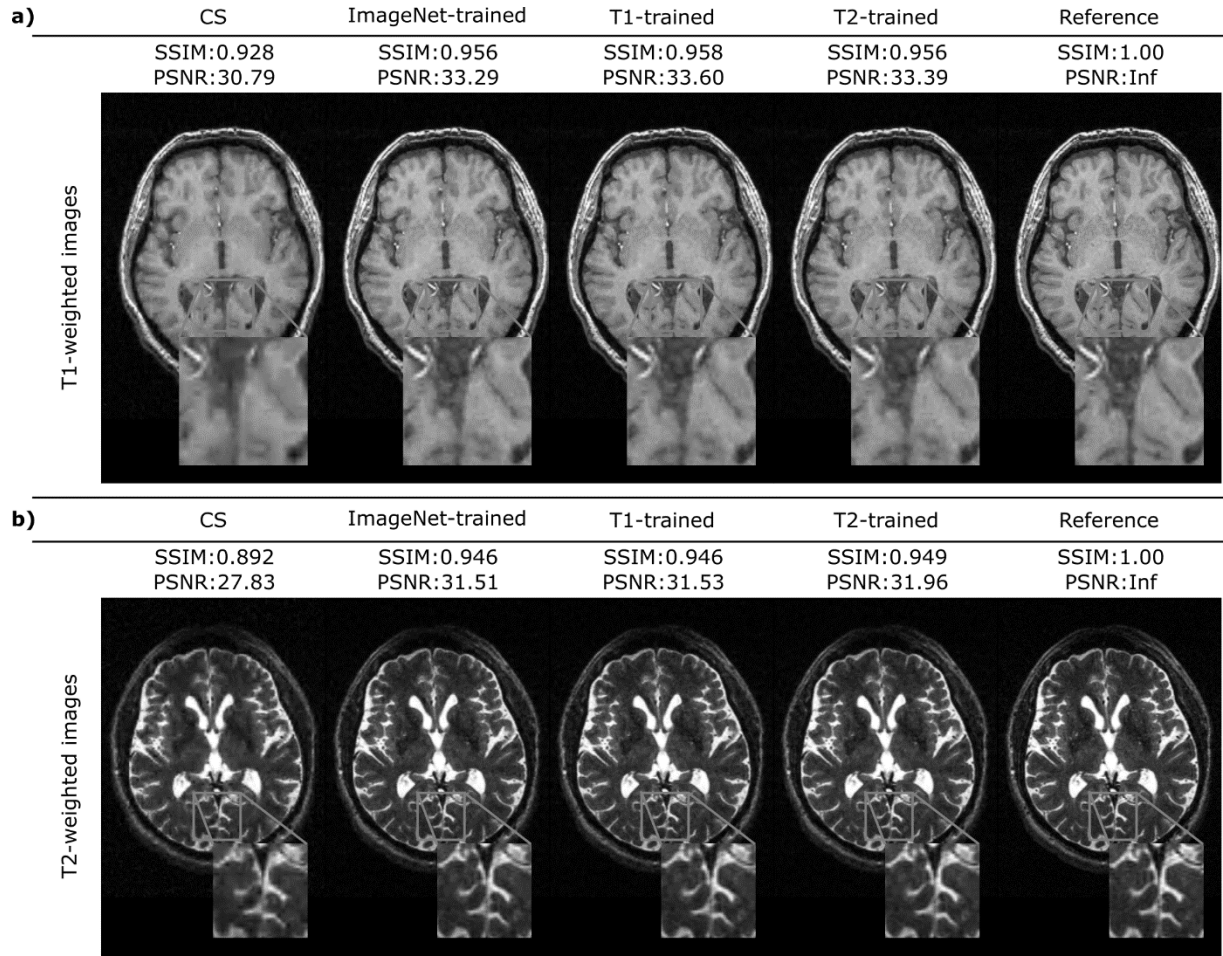 a)
CS ImageNet-trained T1-trained T2-trained Reference
SSIM:0.928 SSIM:0.956 SSIM:0.958 SSIM:0.956 SSIM:1.00
PSNR:30.79 PSNR:33.29 PSNR:33.60 PSNR:33.39 PSNR:Inf
T1-weighted images
b)
CS ImageNet-trained T1-trained T2-trained Reference
SSIM:0.892 SSIM:0.946 SSIM:0.946 SSIM:0.949 SSIM:1.00
PSNR:27.83 PSNR:31.51 PSNR:31.53 PSNR:31.96 PSNR:Inf
T2-weighted images